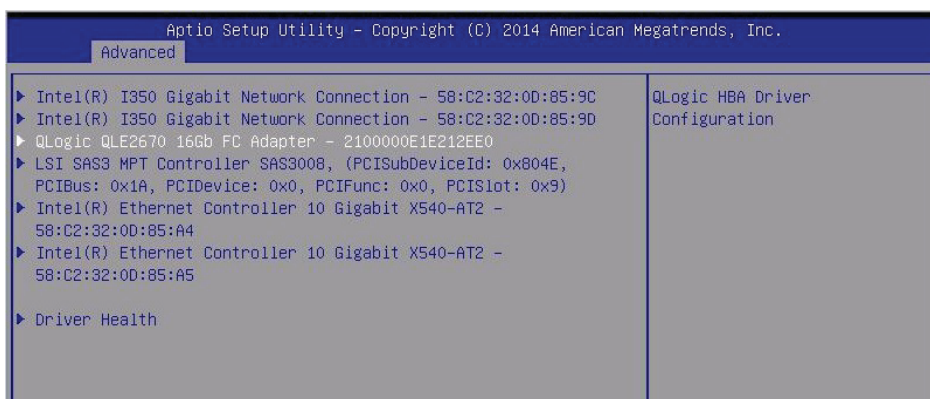 Aptio Setup Utility – Copyright (C) 2014 American Megatrends, Inc.
Advanced
Intel(R) I350 Gigabit Network Connection – 58:C2:32:0D:85:9C
Intel(R) I350 Gigabit Network Connection – 58:C2:32:0D:85:9D
QLogic QLE2670 16Gb FC Adapter – 2100000E1E212EE0
LSI SAS3 MPT Controller SAS3008, (PCISubDeviceId: 0x804E,
PCIBus: 0x1A, PCIDevice: 0x0, PCIFunc: 0x0, PCISlot: 0x9)
Intel(R) Ethernet Controller 10 Gigabit X540-AT2 –
58:C2:32:0D:85:A4
Intel(R) Ethernet Controller 10 Gigabit X540-AT2 –
58:C2:32:0D:85:A5
Driver Health
QLogic HBA Driver
Configuration